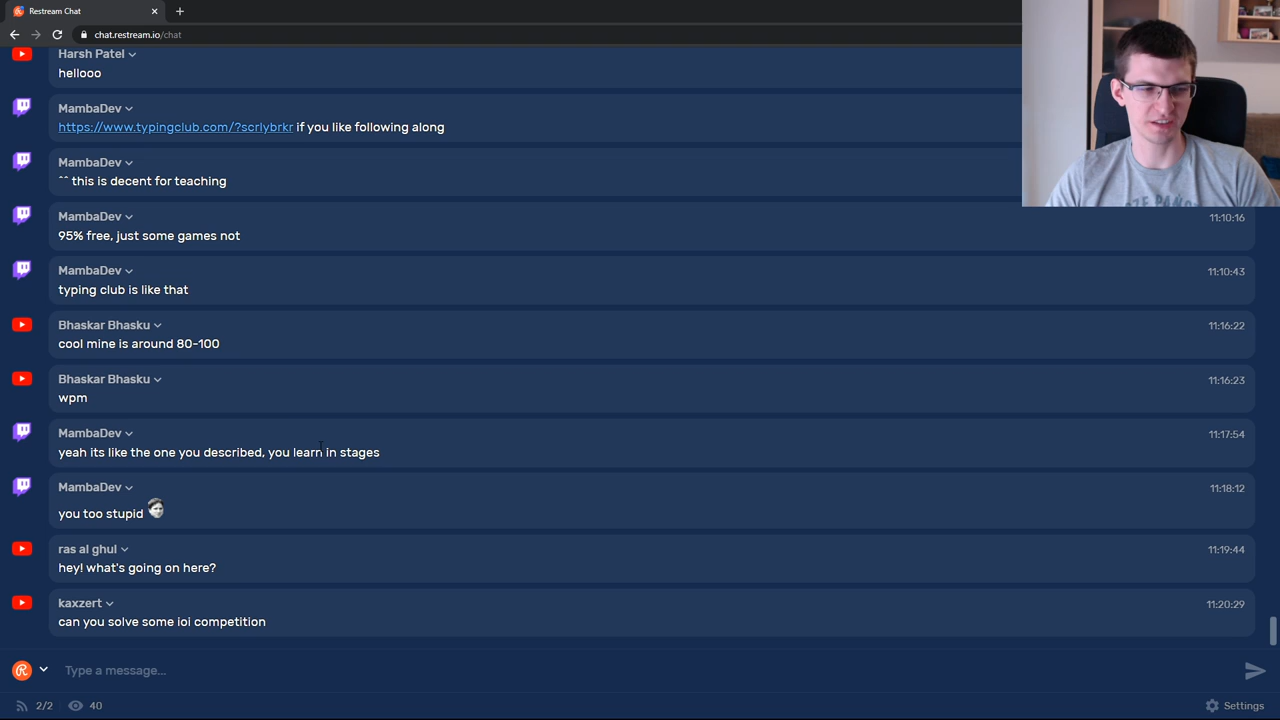 Restream Chat
chat.restream.io/chat
Harsh Patel
hellooo
MambaDev
https://www.typingclub.com/?scrlybrkr if you like following along
MambaDev
^^ this is decent for teaching
MambaDev
11:10:16
95% free, just some games not
MambaDev
11:10:43
typing club is like that
Bhaskar Bhasku
11:16:22
cool mine is around 80-100
Bhaskar Bhasku
11:16:23
wpm
MambaDev
11:17:54
yeah its like the one you described, you learn in stages
MambaDev
11:18:12
you too stupid
ras al ghul
11:19:44
hey! what's going on here?
kaxzert
11:20:29
can you solve some ioi competition
Type a message...
2/2 40
Settings